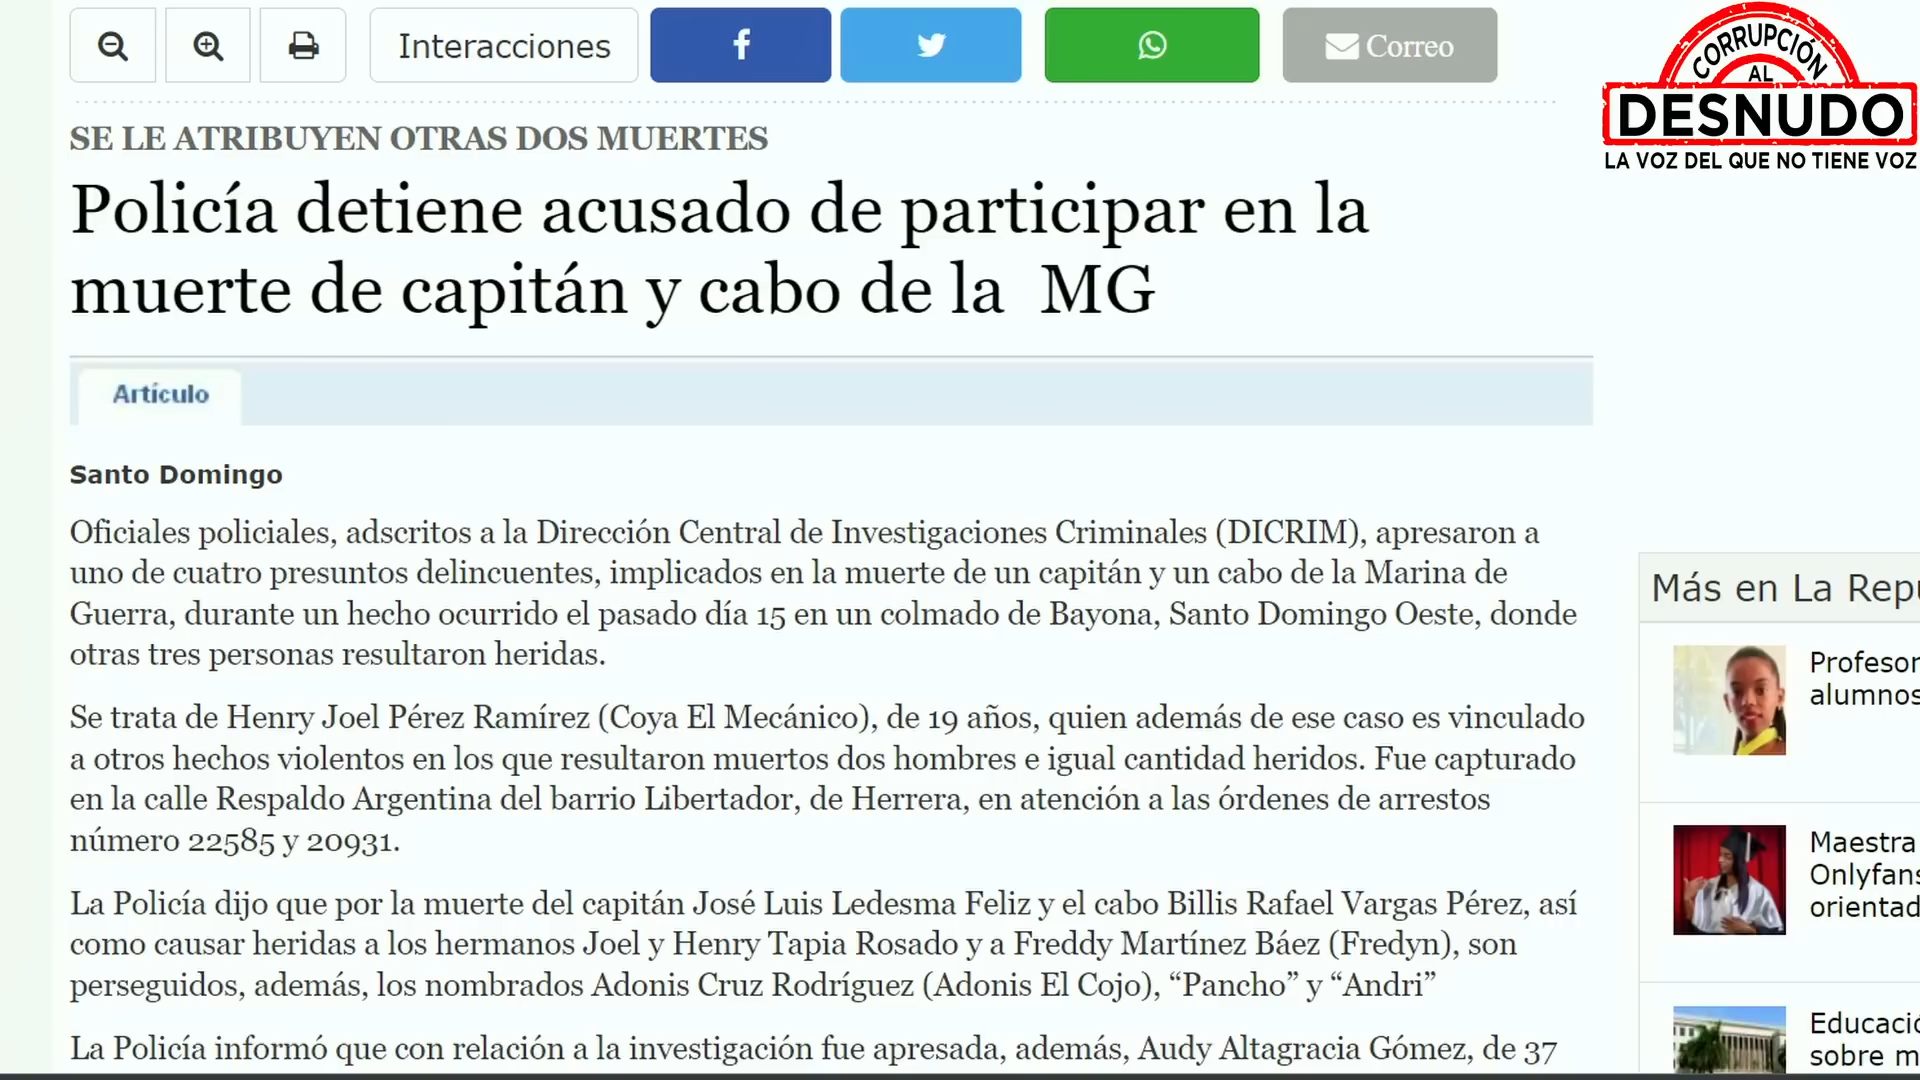 Interacciones
Correo
CORRUPCIÓN
AL
DESNUDO
LA VOZ DEL QUE NO TIENE VOZ
SE LE ATRIBUYEN OTRAS DOS MUERTES
Policía detiene acusado de participar en la
muerte de capitán y cabo de la MG
Artículo
Santo Domingo
Oficiales policiales, adscritos a la Dirección Central de Investigaciones Criminales (DICRIM), apresaron a
uno de cuatro presuntos delincuentes, implicados en la muerte de un capitán y un cabo de la Marina de
Guerra, durante un hecho ocurrido el pasado día 15 en un colmado de Bayona, Santo Domingo Oeste, donde
otras tres personas resultaron heridas.
Se trata de Henry Joel Pérez Ramírez (Coya El Mecánico), de 19 años, quien además de ese caso es vinculado
a otros hechos violentos en los que resultaron muertos dos hombres e igual cantidad heridos. Fue capturado
en la calle Respaldo Argentina del barrio Libertador, de Herrera, en atención a las órdenes de arrestos
número 22585 y 20931.
La Policía dijo que por la muerte del capitán José Luis Ledesma Feliz y el cabo Billis Rafael Vargas Pérez, así
como causar heridas a los hermanos Joel y Henry Tapia Rosado y a Freddy Martínez Báez (Fredyn), son
perseguidos, además, los nombrados Adonis Cruz Rodríguez (Adonis El Cojo), “Pancho” y “Andri”
La Policía informó que con relación a la investigación fue apresada, además, Audy Altagracia Gómez, de 37
Más en La Repu
Profesor
alumnos
Maestra
Onlyfans
orientad
Educació
sobre m